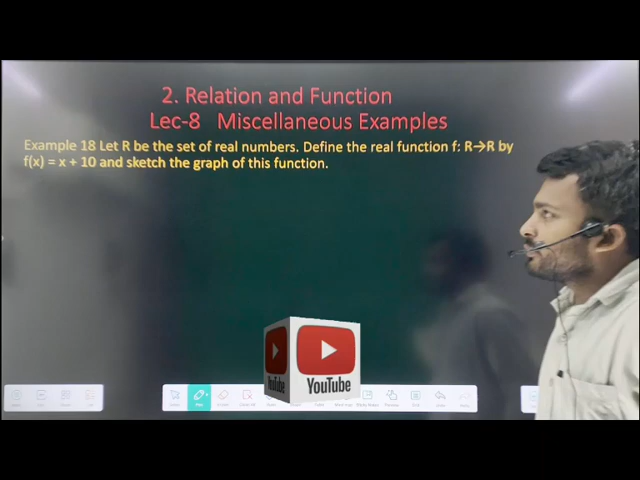 2. Relation and Function
Lec-8 Miscellaneous Examples
Example 18 Let R be the set of real numbers. Define the real function f: R→R by
f(x) = x + 10 and sketch the graph of this function.
YouTube
YouTube